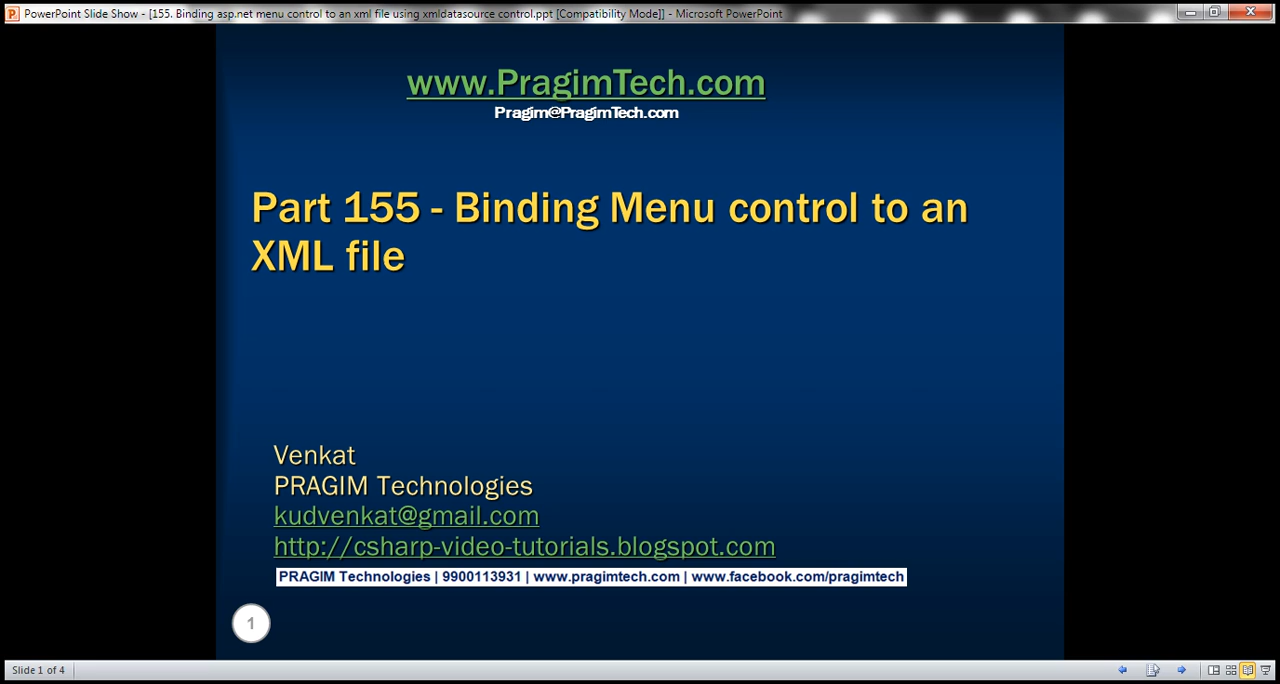 PowerPoint Slide Show - [155. Binding asp.net menu control to an xml file using xmldatasource control.ppt [Compatibility Mode]] - Microsoft PowerPoint
www.PragimTech.com
Pragim@PragimTech.com
Part 155 - Binding Menu control to an
XML file
Venkat
PRAGIM Technologies
kudvenkat@gmail.com
http://csharp-video-tutorials.blogspot.com
PRAGIM Technologies | 9900113931 | www.pragimtech.com | www.facebook.com/pragimtech
1
Slide 1 of 4